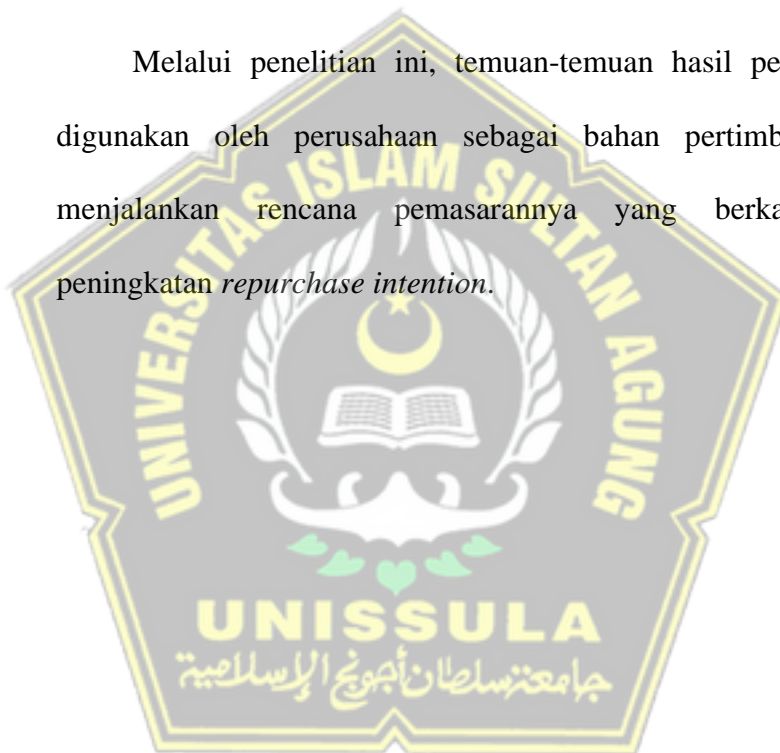 Melalui penelitian ini, temuan-temuan hasil pe
digunakan oleh perusahaan sebagai bahan pertimb
menjalankan rencana pemasarannya yang berka
peningkatan repurchase intention.
UNIVERSITAS ISLAM SULTAN AGUNG
UNISSULA
جامعة سلطان أجونج الإسلامية